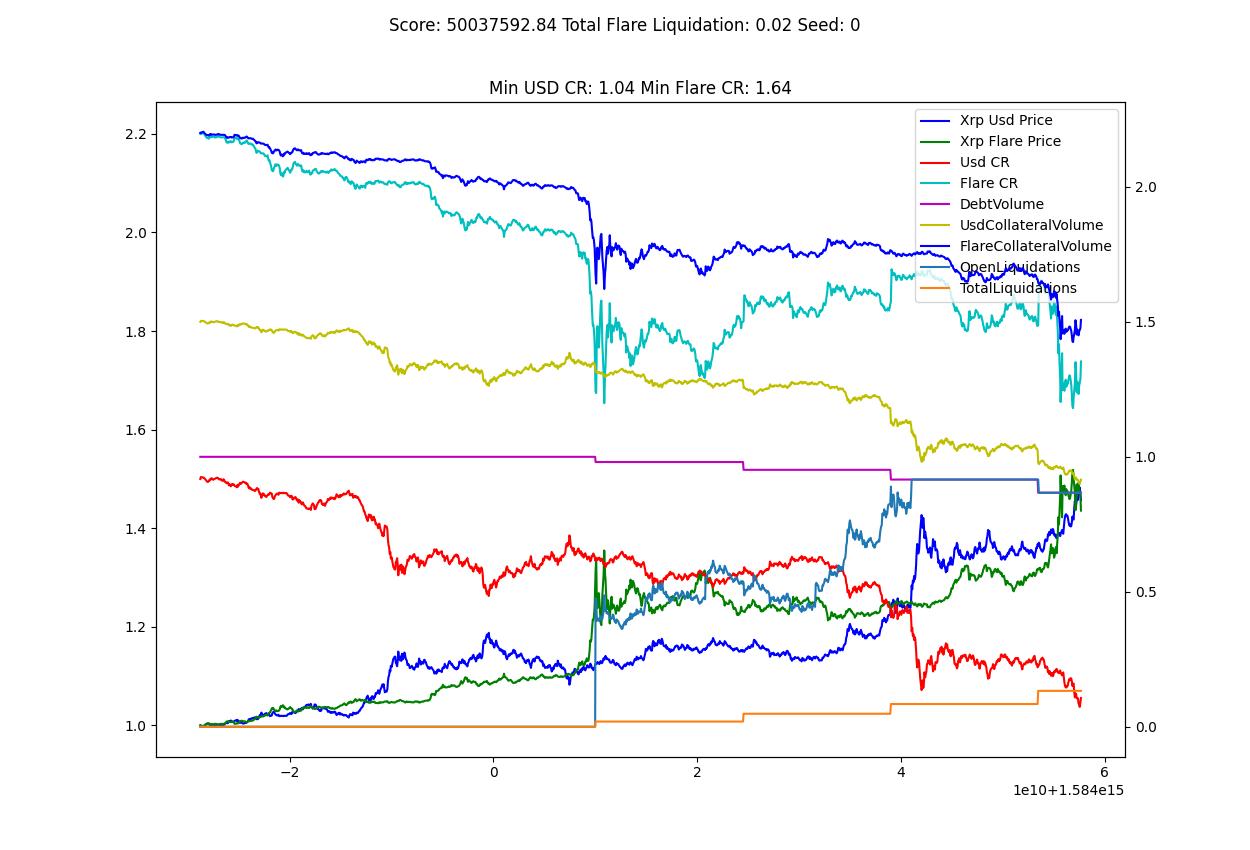 Score: 50037592.84 Total Flare Liquidation: 0.02 Seed: 0
Min USD CR: 1.04 Min Flare CR: 1.64
Xrp Usd Price
Xrp Flare Price
Usd CR
Flare CR
DebtVolume
UsdCollateralVolume
FlareCollateralVolume
OpenLiquidations
TotalLiquidations
2.2
2.0
1.8
1.6
1.4
1.2
1.0
2.0
1.5
1.0
0.5
0.0
−2 0 2 4 6
1e10+1.584e15